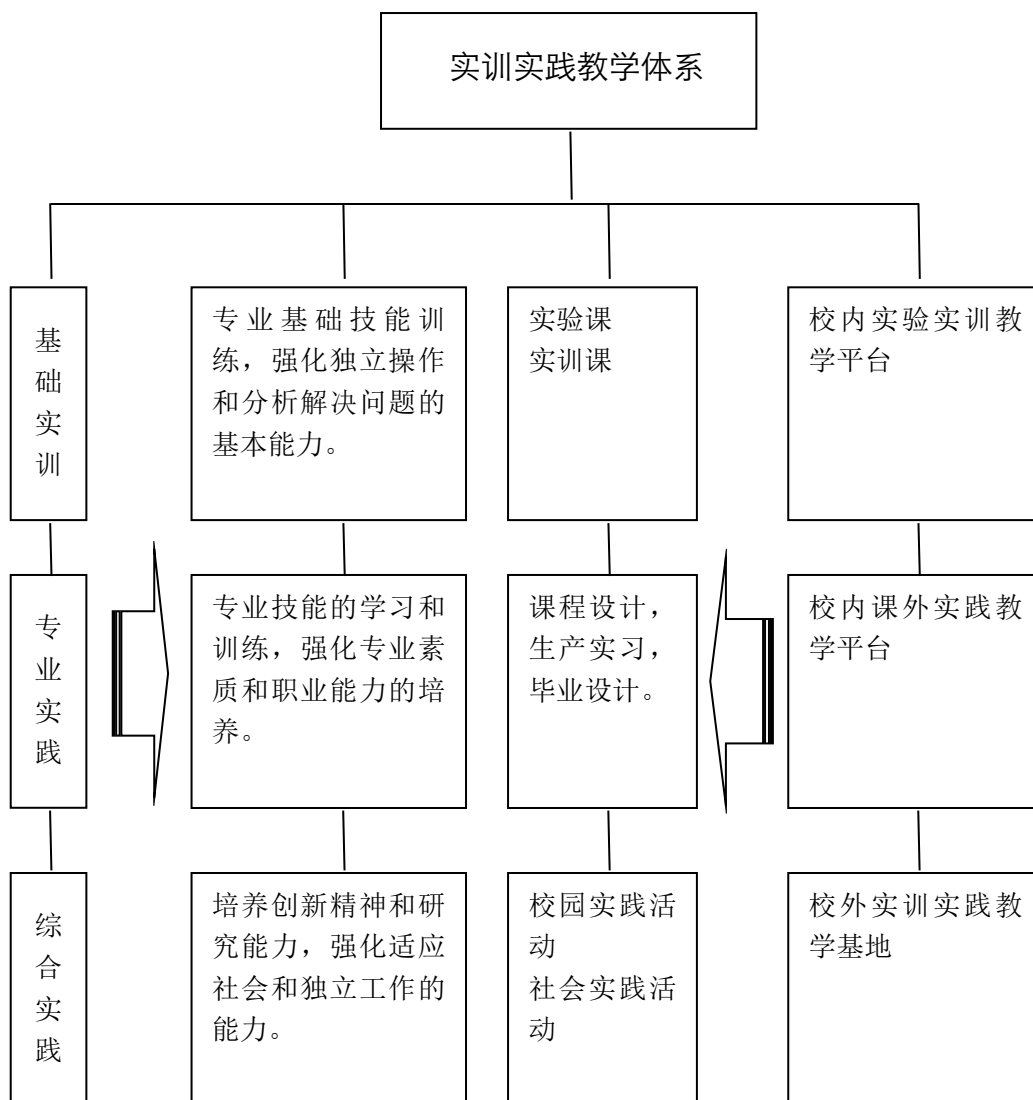 实训实践教学体系
基
础
实
训
专业基础技能训
练，强化独立操作
和分析解决问题的
基本能力。
实验课
实训课
校内实验实训教
学平台
专
业
实
践
专业技能的学习和
训练，强化专业素
质和职业能力的培
养。
课程设计，
生产实习，
毕业设计。
校内课外实践教
学平台
综
合
实
践
培养创新精神和研
究能力，强化适应
社会和独立工作的
能力。
校园实践活
动
社会实践活
动
校外实训实践教
学基地